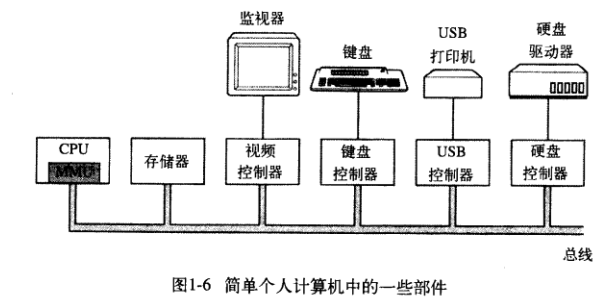 监视器
键盘
USB
打印机
硬盘
驱动器
CPU
MMU
存储器
视频
控制器
键盘
控制器
USB
控制器
硬盘
控制器
总线
图1-6 简单个人计算机中的一些部件